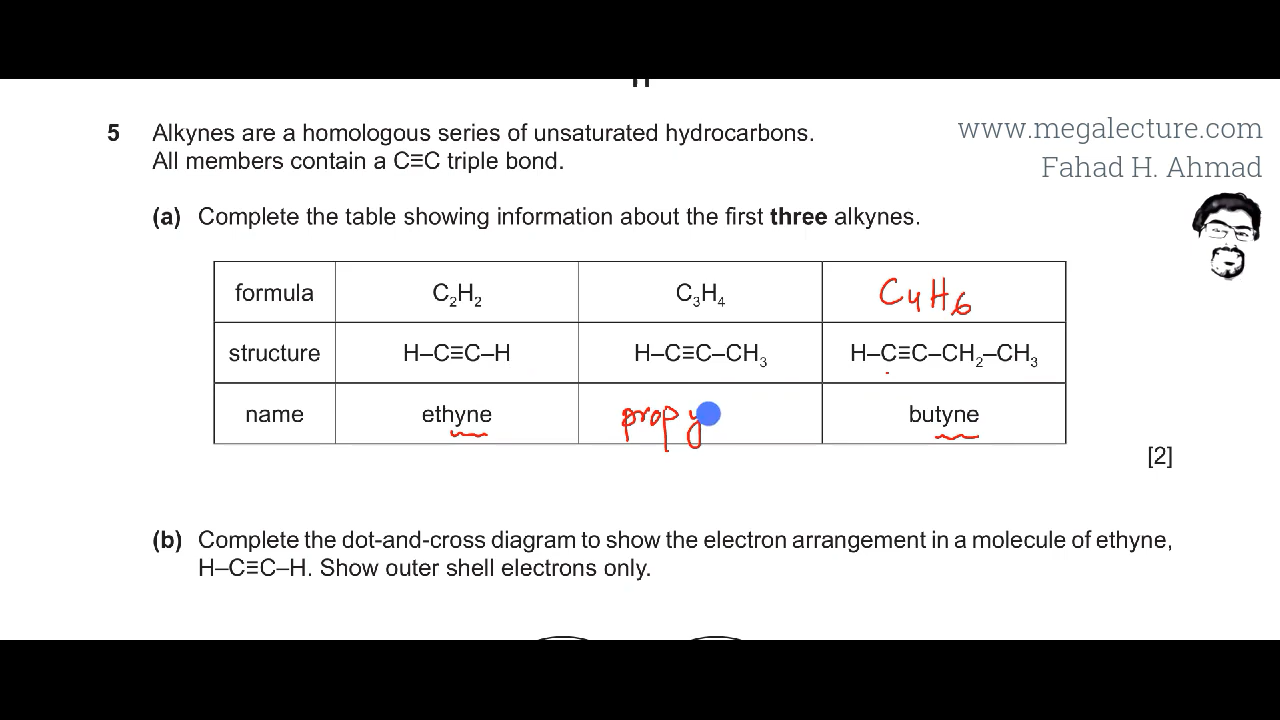 www.megalecture.com
Fahad H. Ahmad
5 Alkynes are a homologous series of unsaturated hydrocarbons.
All members contain a C≡C triple bond.
(a) Complete the table showing information about the first three alkynes.
formula C₂H₂ C₃H₄ C4H6
structure H–C≡C–H H–C≡C–CH₃ H–C≡C–CH₂–CH₃
name ethyne propy butyne
[2]
(b) Complete the dot-and-cross diagram to show the electron arrangement in a molecule of ethyne,
H–C≡C–H. Show outer shell electrons only.